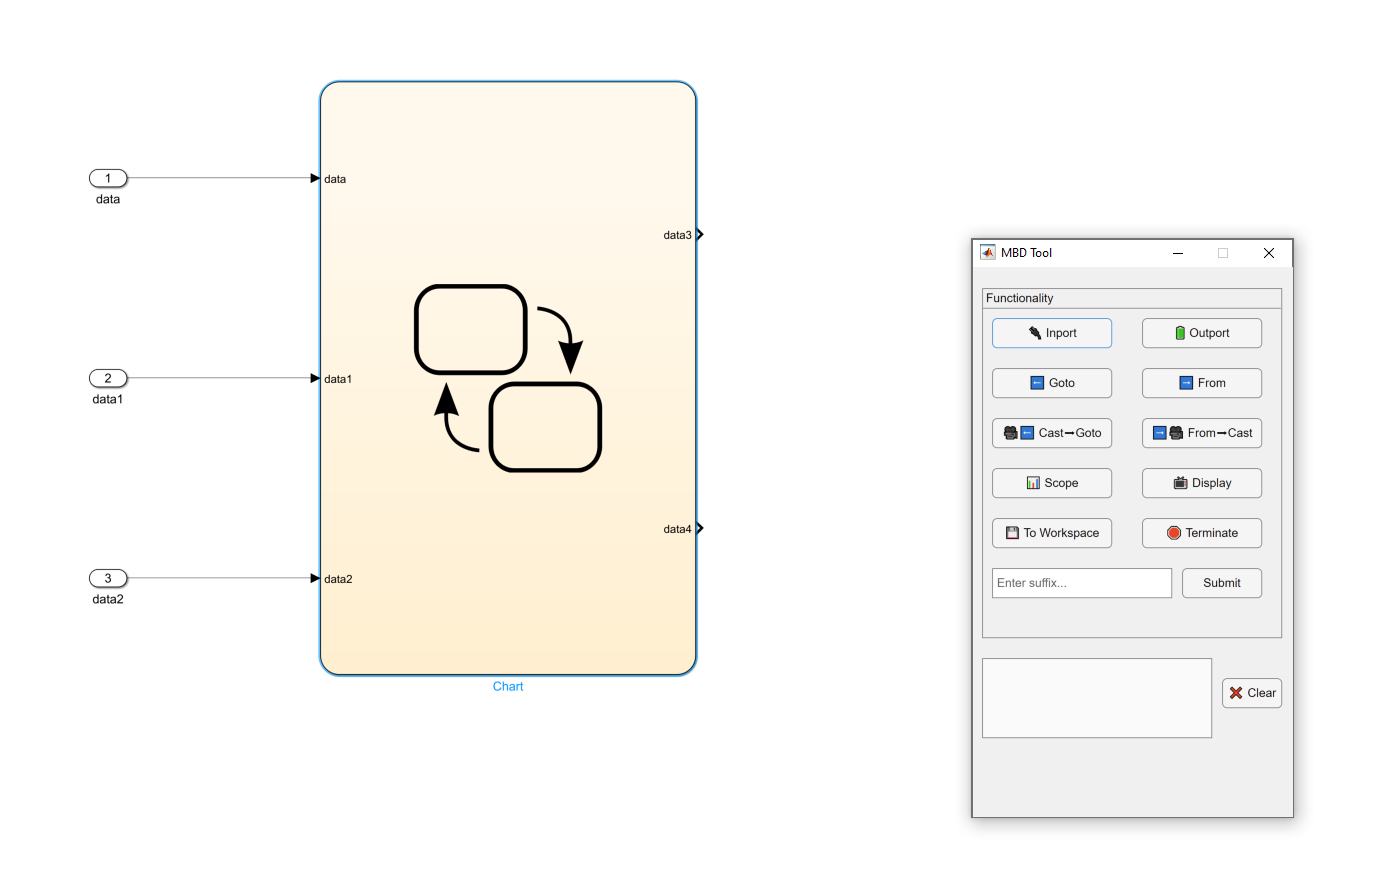 1
data
data
2
data1
data1
3
data2
data2
data3
data4
Chart
MBD Tool
Functionality
Inport
Outport
Goto
From
Cast→Goto
From→Cast
Scope
Display
To Workspace
Terminate
Enter suffix...
Submit
Clear